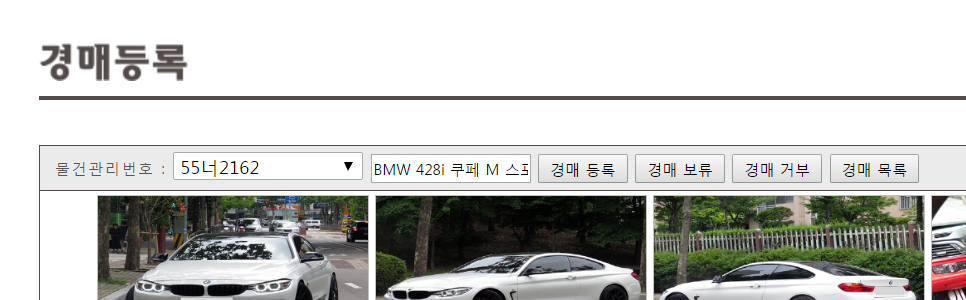 경매등록
물건관리번호 : 55너2162 ▼ BMW 428i 쿠페 M 스포 경매 등록 경매 보류 경매 거부 경매 목록